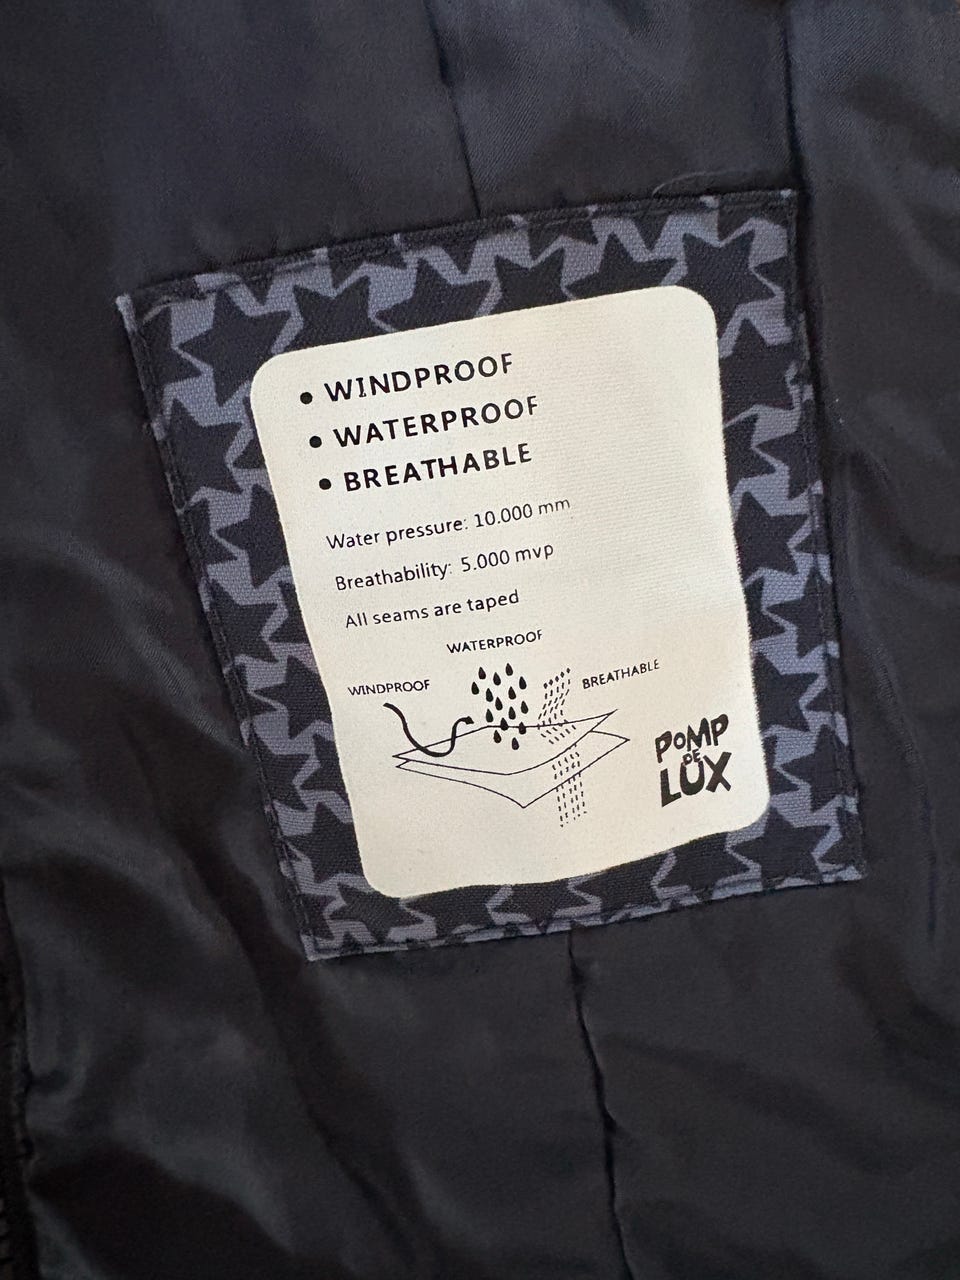 • WINDPROOF
• WATERPROOF
• BREATHABLE
Water pressure: 10.000 mm
Breathability: 5.000 mvp
All seams are taped
WATERPROOF
WINDPROOF
BREATHABLE
POMP
DE
LUX